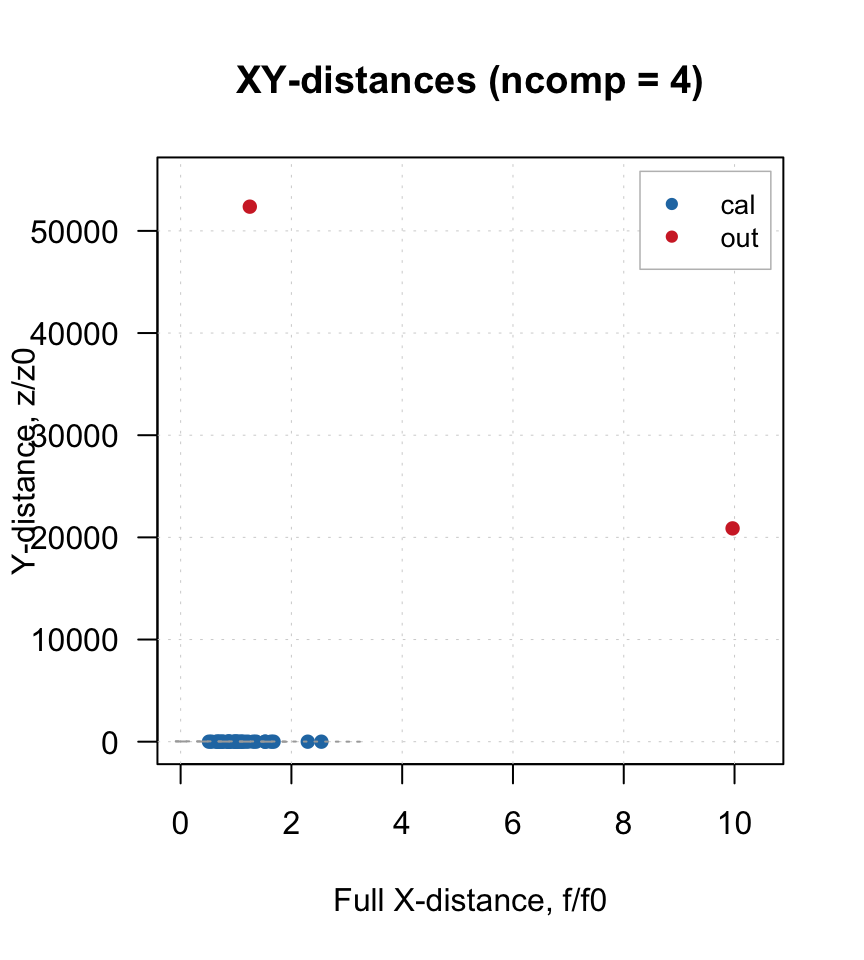 XY-distances (ncomp = 4)
cal
out
50000
40000
30000
20000
10000
0
Y-distance, z/z0
0 2 4 6 8 10
Full X-distance, f/f0